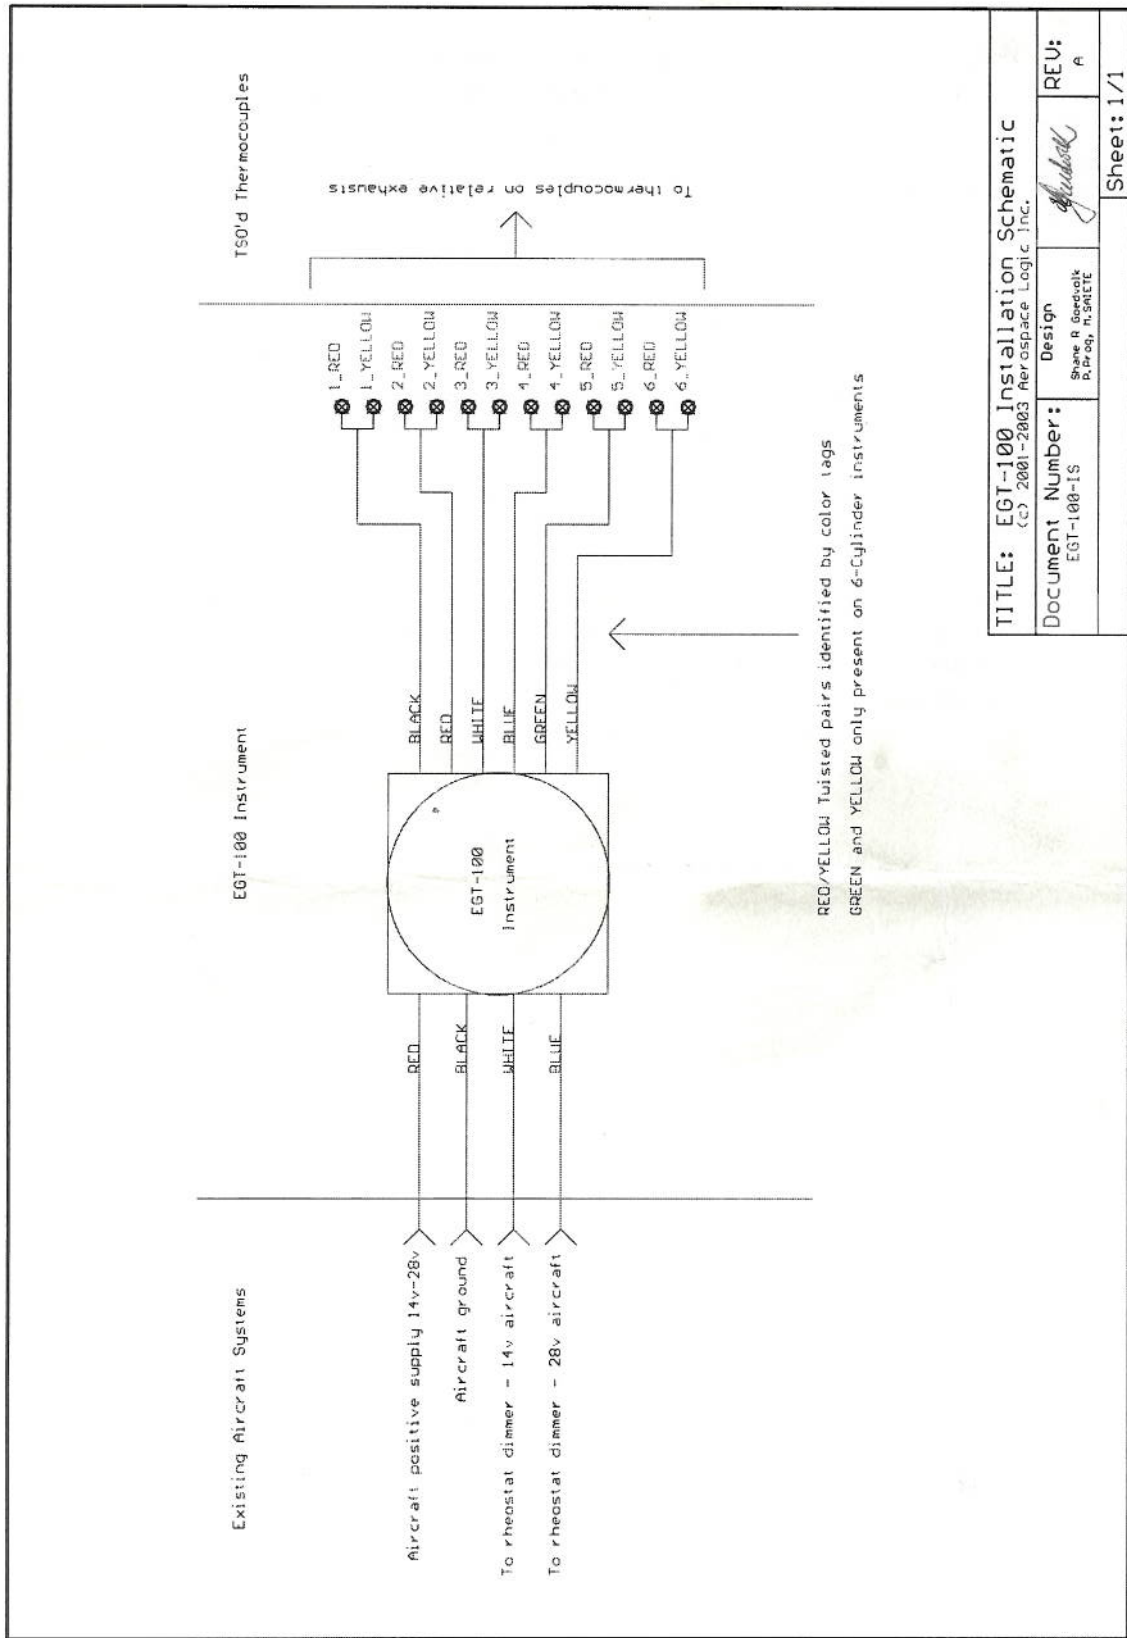 Existing Aircraft Systems
EGT-100 Instrument
TSO'd Thermocouples
Aircraft positive supply 14v-28v
Aircraft ground
To rheostat dimmer - 14v aircraft
To rheostat dimmer - 28v aircraft
RED
BLACK
WHITE
BLUE
EGT-100
Instrument
BLACK
RED
WHITE
BLUE
GREEN
YELLOW
1_RED
1_YELLOW
2_RED
2_YELLOW
3_RED
3_YELLOW
4_RED
4_YELLOW
5_RED
5_YELLOW
6_RED
6_YELLOW
To thermocouples on relative exhausts
RED/YELLOW Twisted pairs identified by color tags
GREEN and YELLOW only present on 6-Cylinder instruments
TITLE: EGT-100 Installation Schematic
(c) 2001-2003 Aerospace Logic Inc.
Document Number:
EGT-100-IS
Design
Shane R Goedvolk
P.Prog, M.SAIETE
REV:
A
Sheet: 1/1